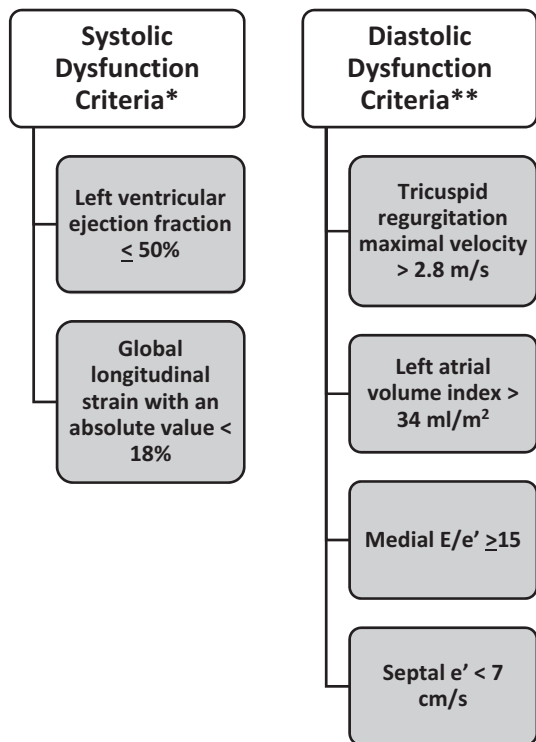 Systolic
Dysfunction
Criteria*
Left ventricular
ejection fraction
≤ 50%
Global
longitudinal
strain with an
absolute value <
18%
Diastolic
Dysfunction
Criteria**
Tricuspid
regurgitation
maximal velocity
> 2.8 m/s
Left atrial
volume index >
34 ml/m²
Medial E/e' ≥15
Septal e' < 7
cm/s